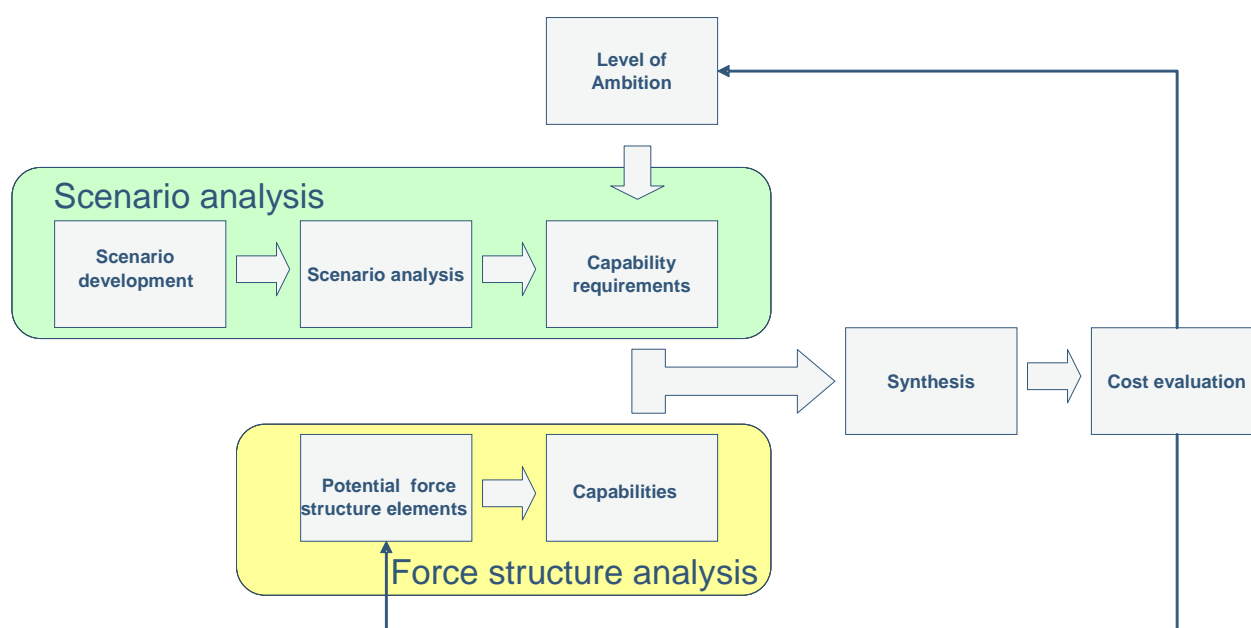 Level of
Ambition
Scenario analysis
Scenario
development
Scenario analysis
Capability
requirements
Synthesis
Cost evaluation
Potential force
structure elements
Capabilities
Force structure analysis